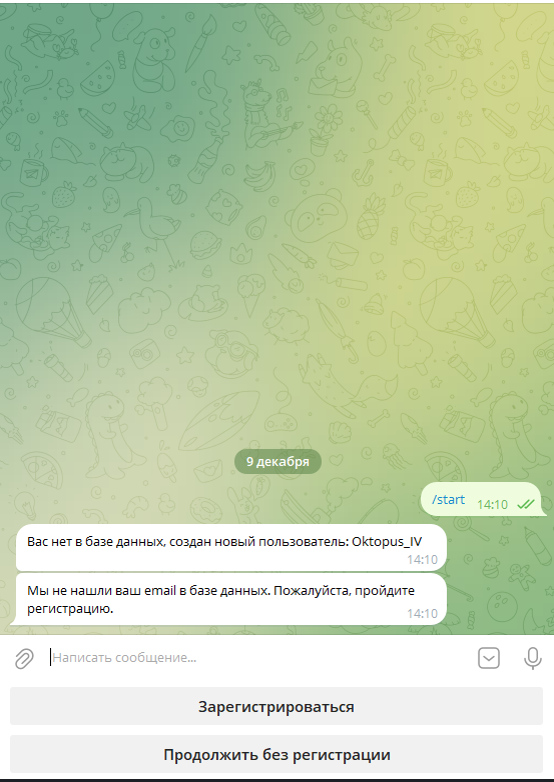 9 декабря
/start 14:10
Вас нет в базе данных, создан новый пользователь: Oktopus_IV
14:10
Мы не нашли ваш email в базе данных. Пожалуйста, пройдите
регистрацию. 14:10
Написать сообщение...
Зарегистрироваться
Продолжить без регистрации